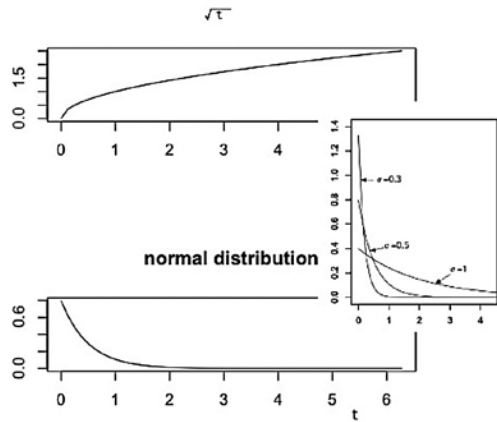 √t
0.0 1.5
0 1 2 3 4 5 6
0.0 0.2 0.4 0.6 0.8 1.0 1.2 1.4
σ=0.3
σ=0.5
σ=1
0 1 2 3 4
normal distribution
0.0 0.6
0 1 2 3 4 5 6
t